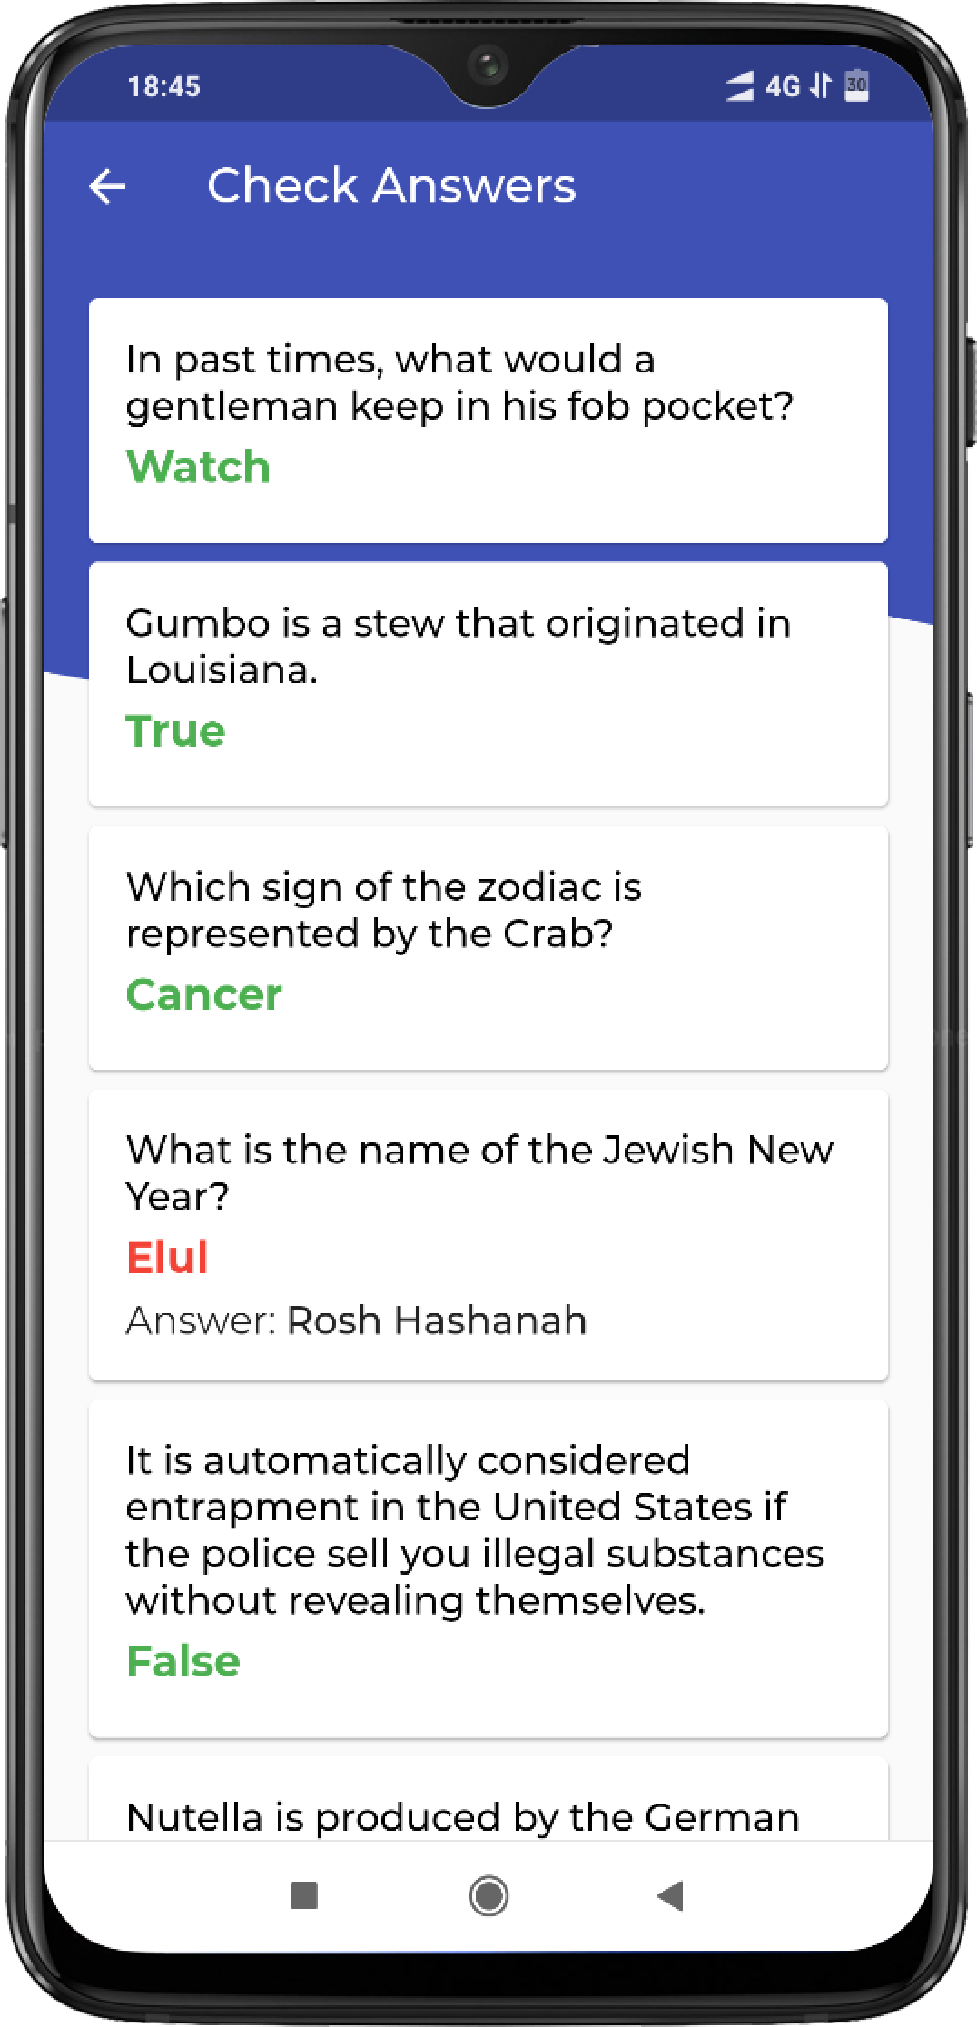 18:45
4G
30
Check Answers
In past times, what would a
gentleman keep in his fob pocket?
Watch
Gumbo is a stew that originated in
Louisiana.
True
Which sign of the zodiac is
represented by the Crab?
Cancer
What is the name of the Jewish New
Year?
Elul
Answer: Rosh Hashanah
It is automatically considered
entrapment in the United States if
the police sell you illegal substances
without revealing themselves.
False
Nutella is produced by the German